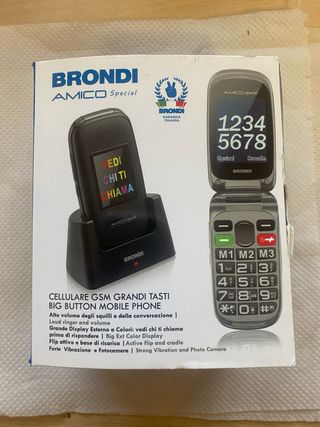 BRONDI
AMICO Special
BRONDI
GARANZIA
ITALIANA
VEDI
CHI TI
CHIAMA
AMICO special
1234
5678
Opzioni Cancella
BRONDI
M1 M2 M3
CELLULARE GSM GRANDI TASTI
BIG BUTTON MOBILE PHONE
Alto volume degli squilli e della conversazione |
Loud ringer and volume
Grande Display Esterno a Colori: vedi chi ti chiama
prima di rispondere | Big Ext Color Display
Flip attivo e base di ricarica | Active flip and cradle
Forte Vibrazione e Fotocamera | Strong Vibration and Photo Camera